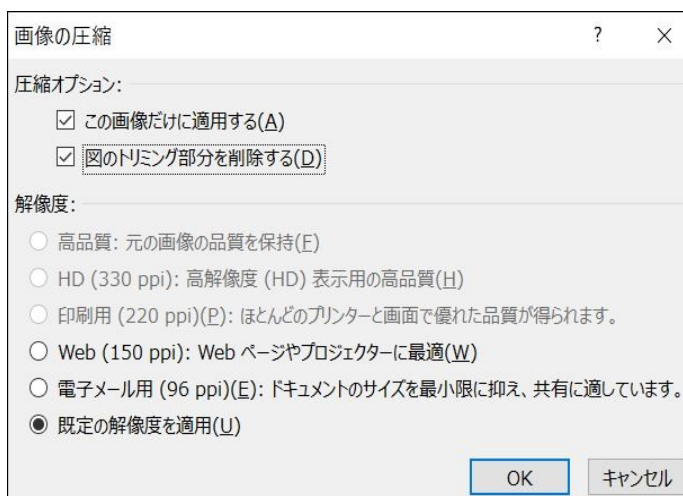 画像の圧縮 ? ×
圧縮オプション:
この画像だけに適用する(A)
図のトリミング部分を削除する(D)
解像度:
高品質: 元の画像の品質を保持(F)
HD (330 ppi): 高解像度 (HD) 表示用の高品質(H)
印刷用 (220 ppi)(P): ほとんどのプリンターと画面で優れた品質が得られます。
Web (150 ppi): Web ページやプロジェクターに最適(W)
電子メール用 (96 ppi)(E): ドキュメントのサイズを最小限に抑え、共有に適しています。
既定の解像度を適用(U)
OK キャンセル